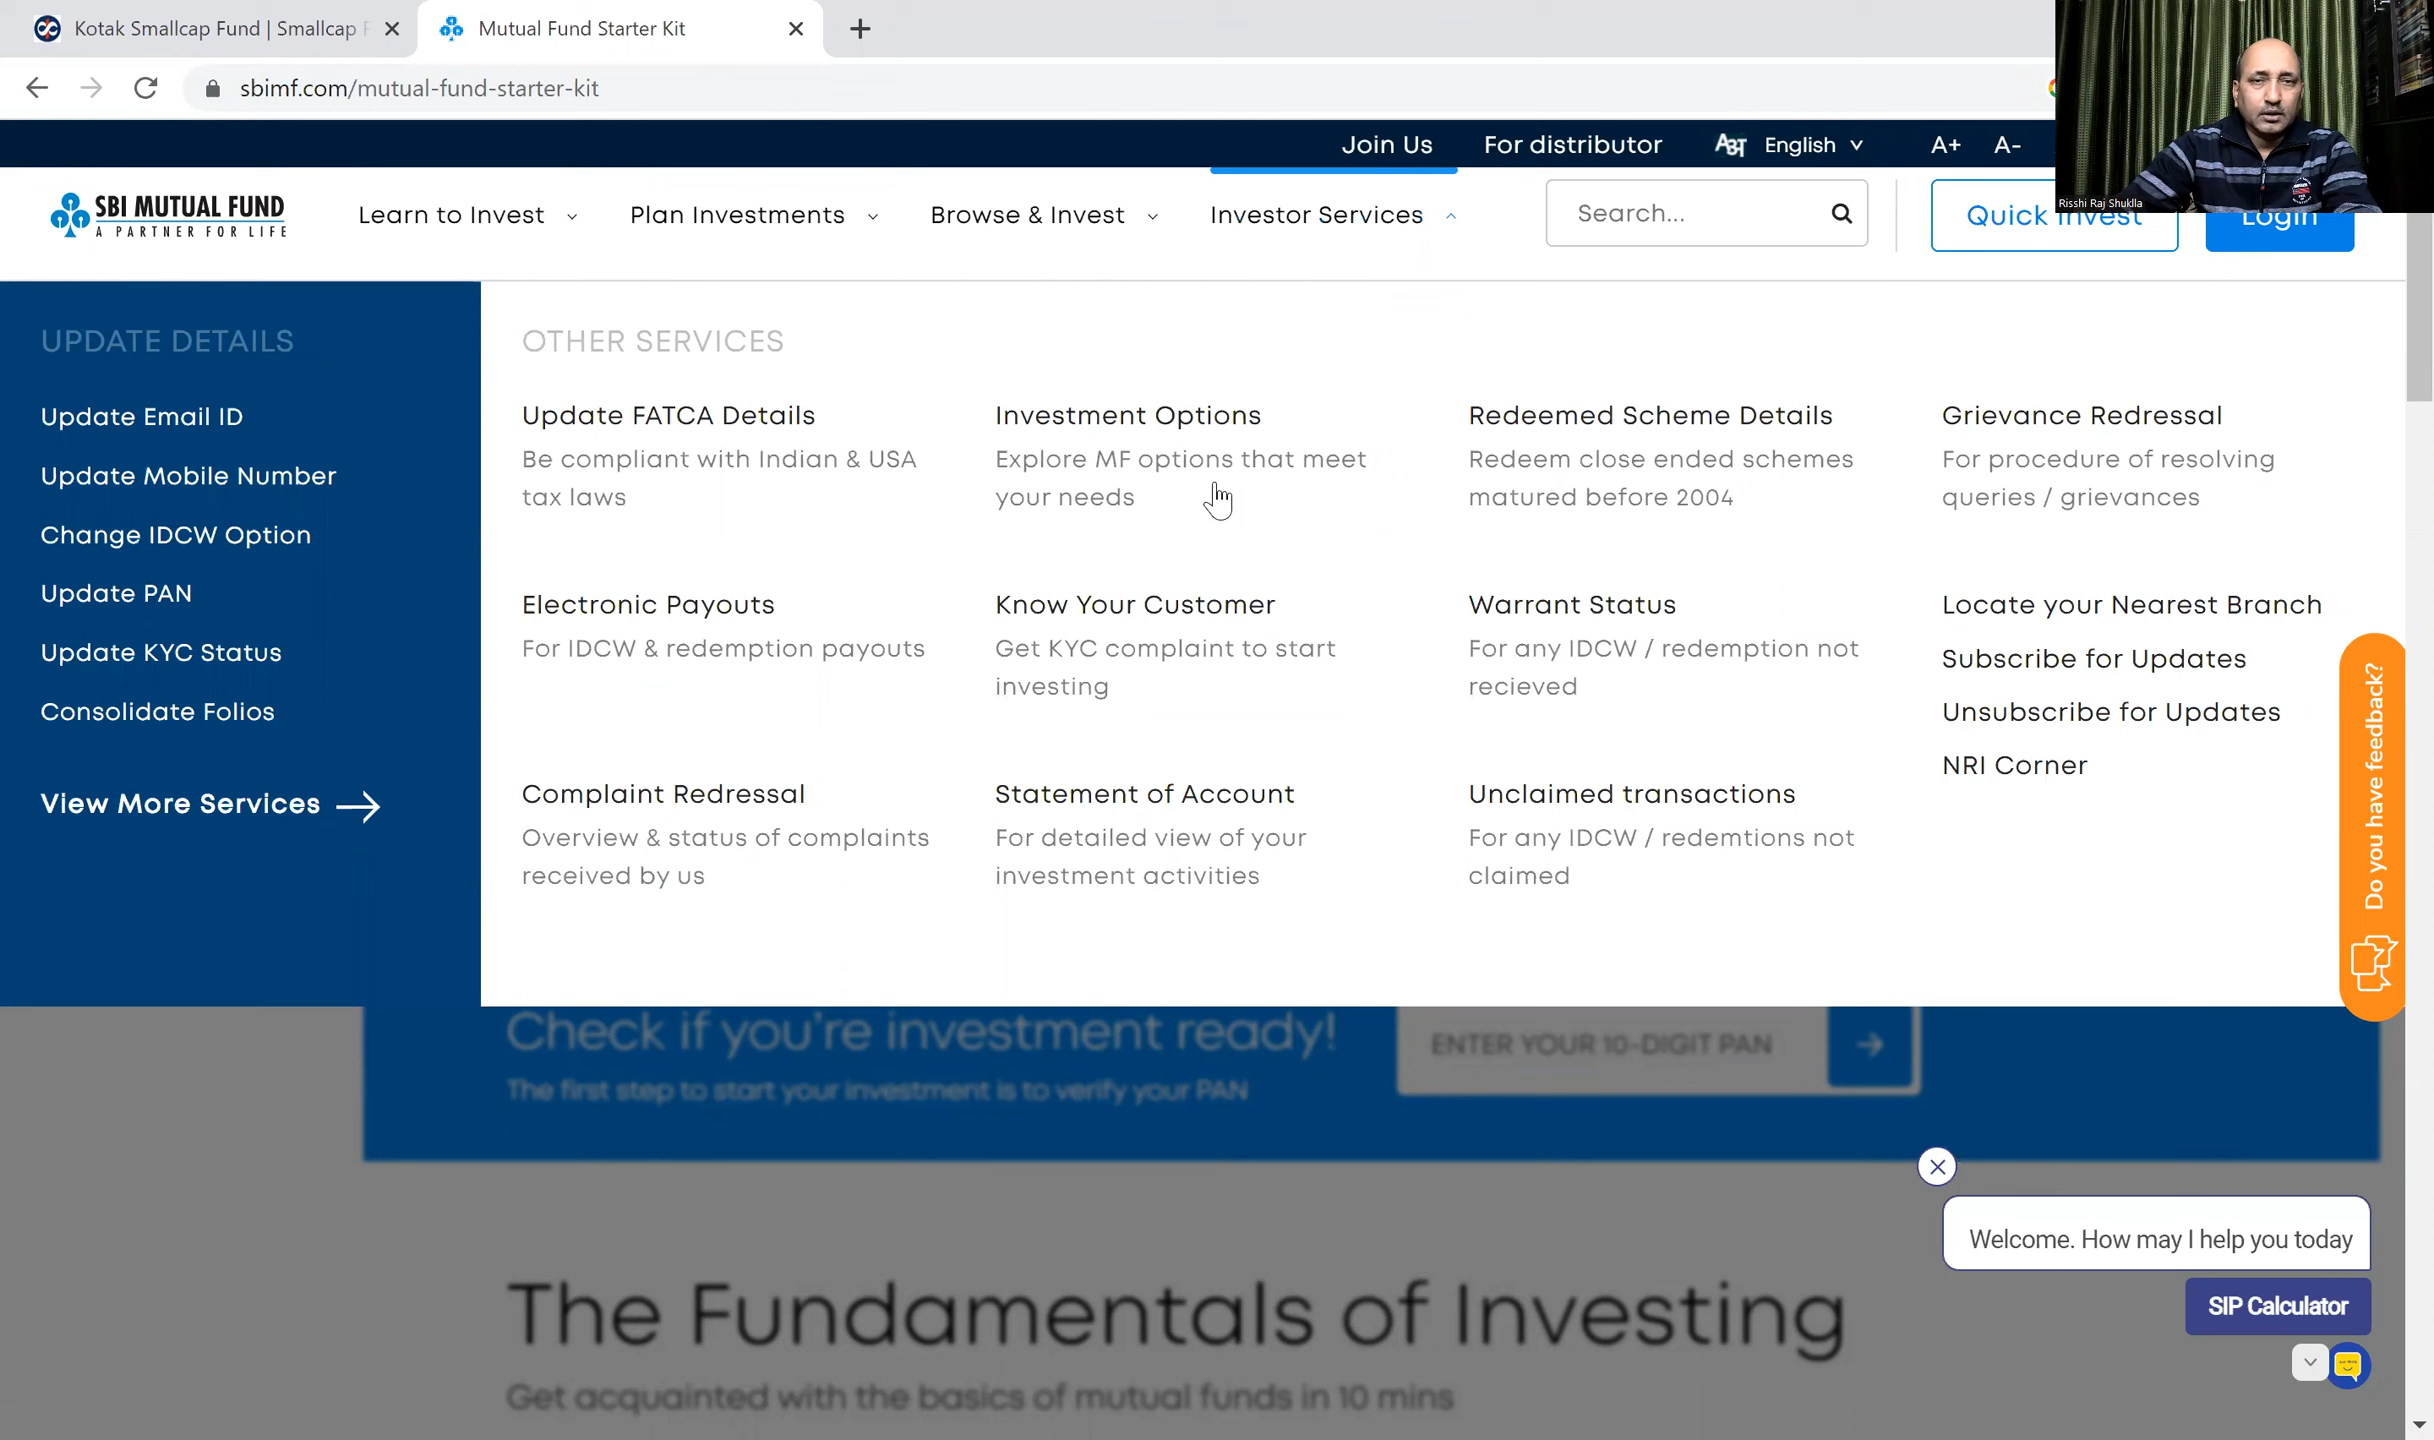 Kotak Smallcap Fund | Smallcap F
Mutual Fund Starter Kit
sbimf.com/mutual-fund-starter-kit
Join Us
For distributor
English
A+
A-
Risshi Raj Shuklla
SBI MUTUAL FUND
A PARTNER FOR LIFE
Learn to Invest
Plan Investments
Browse & Invest
Investor Services
Search...
Quick Invest
Login
UPDATE DETAILS
Update Email ID
Update Mobile Number
Change IDCW Option
Update PAN
Update KYC Status
Consolidate Folios
View More Services
OTHER SERVICES
Update FATCA Details
Be compliant with Indian & USA
tax laws
Investment Options
Explore MF options that meet
your needs
Redeemed Scheme Details
Redeem close ended schemes
matured before 2004
Grievance Redressal
For procedure of resolving
queries / grievances
Electronic Payouts
For IDCW & redemption payouts
Know Your Customer
Get KYC complaint to start
investing
Warrant Status
For any IDCW / redemption not
recieved
Locate your Nearest Branch
Subscribe for Updates
Unsubscribe for Updates
NRI Corner
Complaint Redressal
Overview & status of complaints
received by us
Statement of Account
For detailed view of your
investment activities
Unclaimed transactions
For any IDCW / redemtions not
claimed
Do you have feedback?
Check if you're investment ready!
The first step to start your investment is to verify your PAN
ENTER YOUR 10-DIGIT PAN
The Fundamentals of Investing
Get acquainted with the basics of mutual funds in 10 mins
Welcome. How may I help you today
SIP Calculator